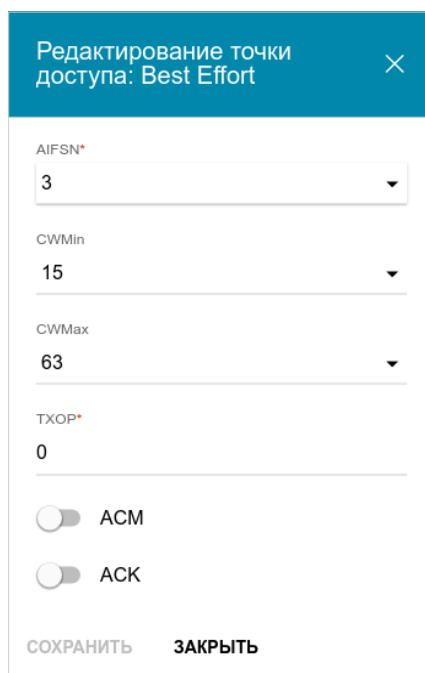 Редактирование точки
доступа: Best Effort
AIFSN*
3
CWMin
15
CWMax
63
TXOP*
0
ACM
ACK
СОХРАНИТЬ ЗАКРЫТЬ